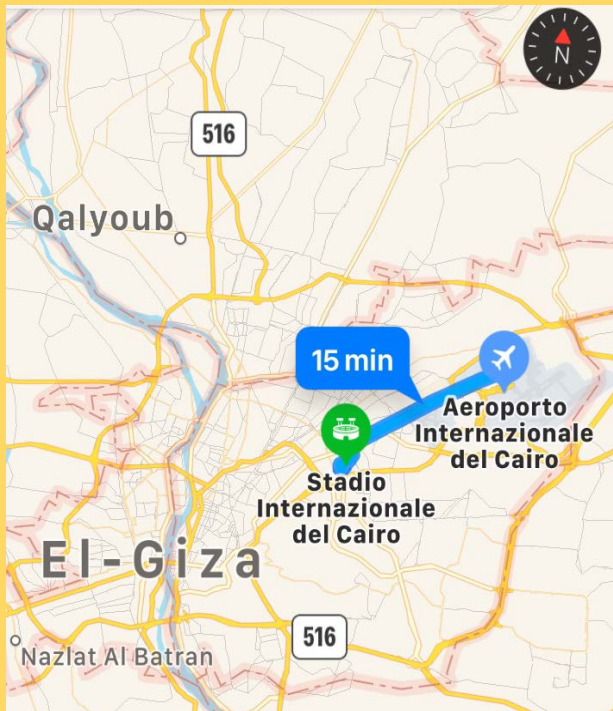 N
516
Qalyoub
15 min
Aeroporto
Internazionale
del Cairo
Stadio
Internazionale
del Cairo
El-Giza
516
Nazlat Al Batran